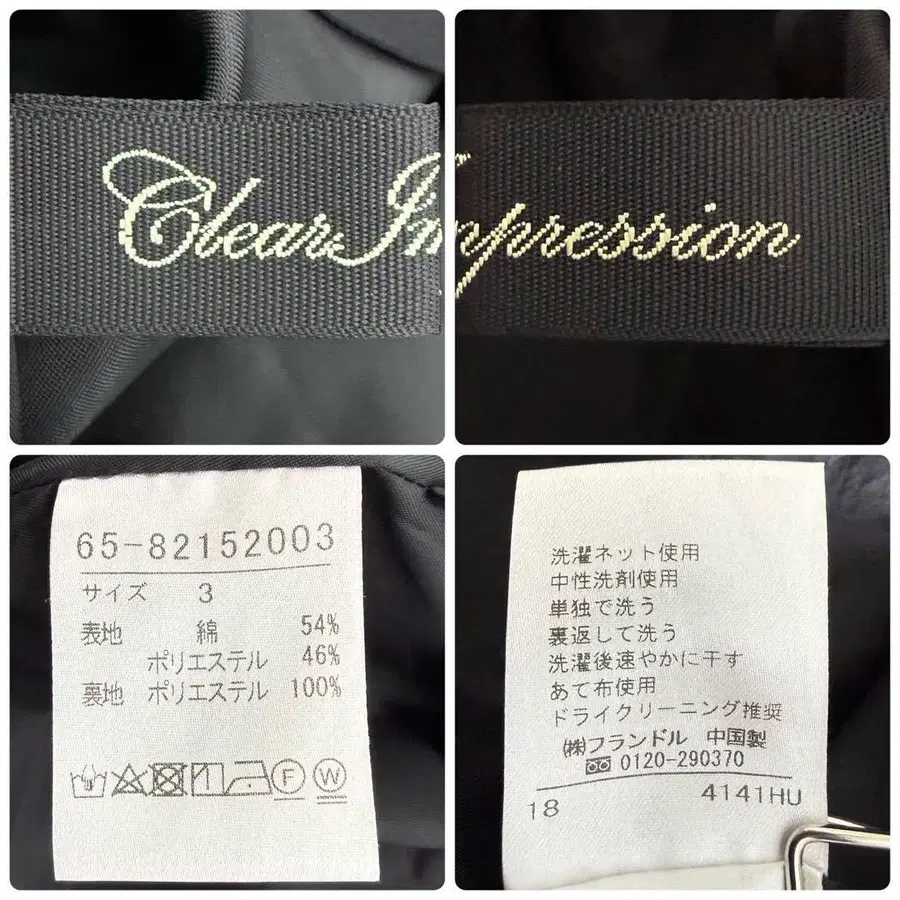 Clear Im
mpression
65-82152003
サイズ 3
表地 綿 54%
ポリエステル 46%
裏地 ポリエステル 100%
F W
洗濯ネット使用
中性洗剤使用
単独で洗う
裏返して洗う
洗濯後速やかに干す
あて布使用
ドライクリーニング推奨
㈱フランドル 中国製
0120-290370
18 4141HU